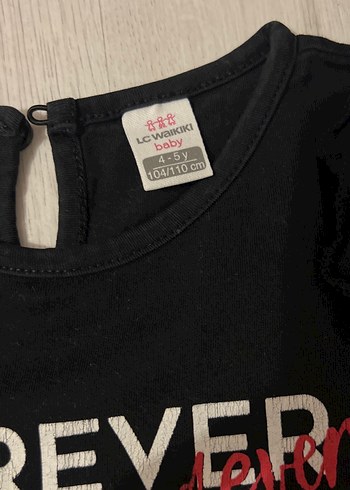 LC WAIKIKI
baby
4 - 5 y
104/110 cm
REVER